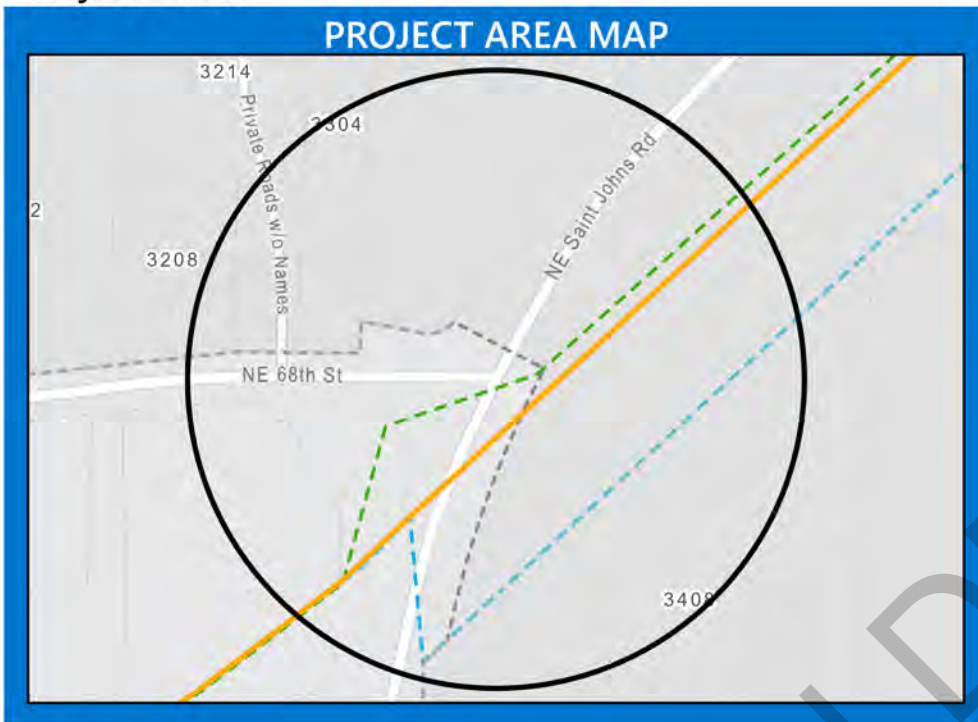 PROJECT AREA MAP
3214
3304
Private Roads w/o Names
NE Saint Johns Rd
2
3208
NE 68th St
3408